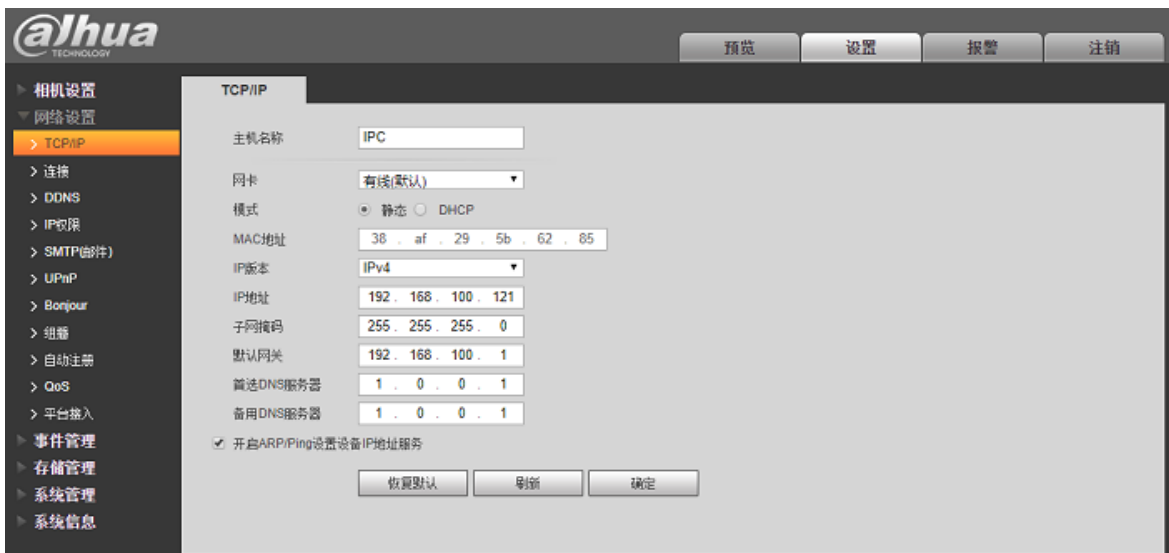 alhua
TECHNOLOGY
预览 设置 报警 注销
相机设置
网络设置
TCP/IP
连接
DDNS
IP权限
SMTP(邮件)
UPnP
Bonjour
组播
自动注册
QoS
平台接入
事件管理
存储管理
系统管理
系统信息
TCP/IP
主机名称 IPC
网卡 有线(默认)
模式 静态 DHCP
MAC地址 38 . af . 29 . 5b . 62 . 85
IP版本 IPv4
IP地址 192 . 168 . 100 . 121
子网掩码 255 . 255 . 255 . 0
默认网关 192 . 168 . 100 . 1
首选DNS服务器 1 . 0 . 0 . 1
备用DNS服务器 1 . 0 . 0 . 1
开启ARP/Ping设置设备IP地址服务
恢复默认 刷新 确定